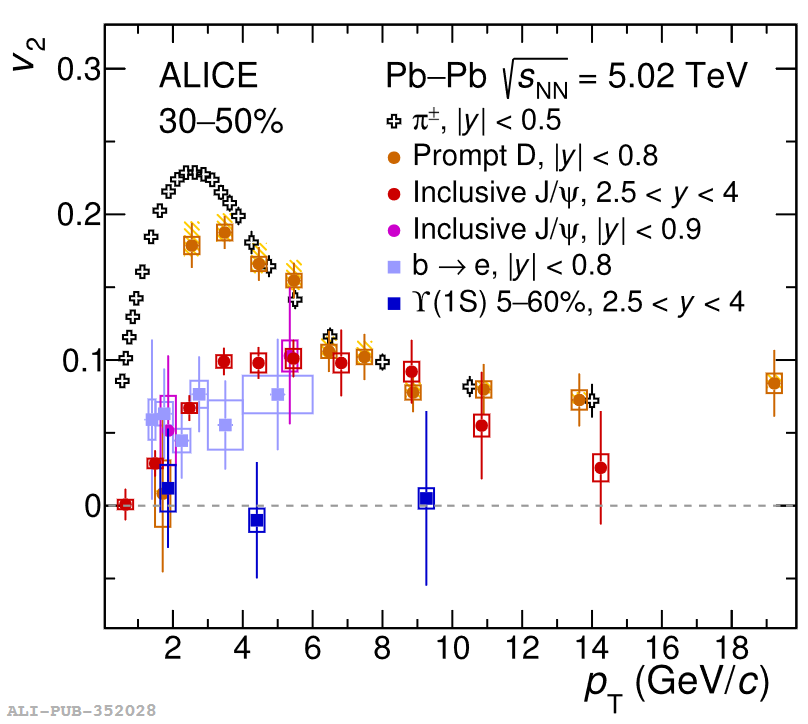 v₂
0.3
0.2
0.1
0
ALICE
30–50%
Pb–Pb √sNN = 5.02 TeV
π±, |y| < 0.5
Prompt D, |y| < 0.8
Inclusive J/ψ, 2.5 < y < 4
Inclusive J/ψ, |y| < 0.9
b → e, |y| < 0.8
ϒ(1S) 5–60%, 2.5 < y < 4
2 4 6 8 10 12 14 16 18
pT (GeV/c)
ALI-PUB-352028